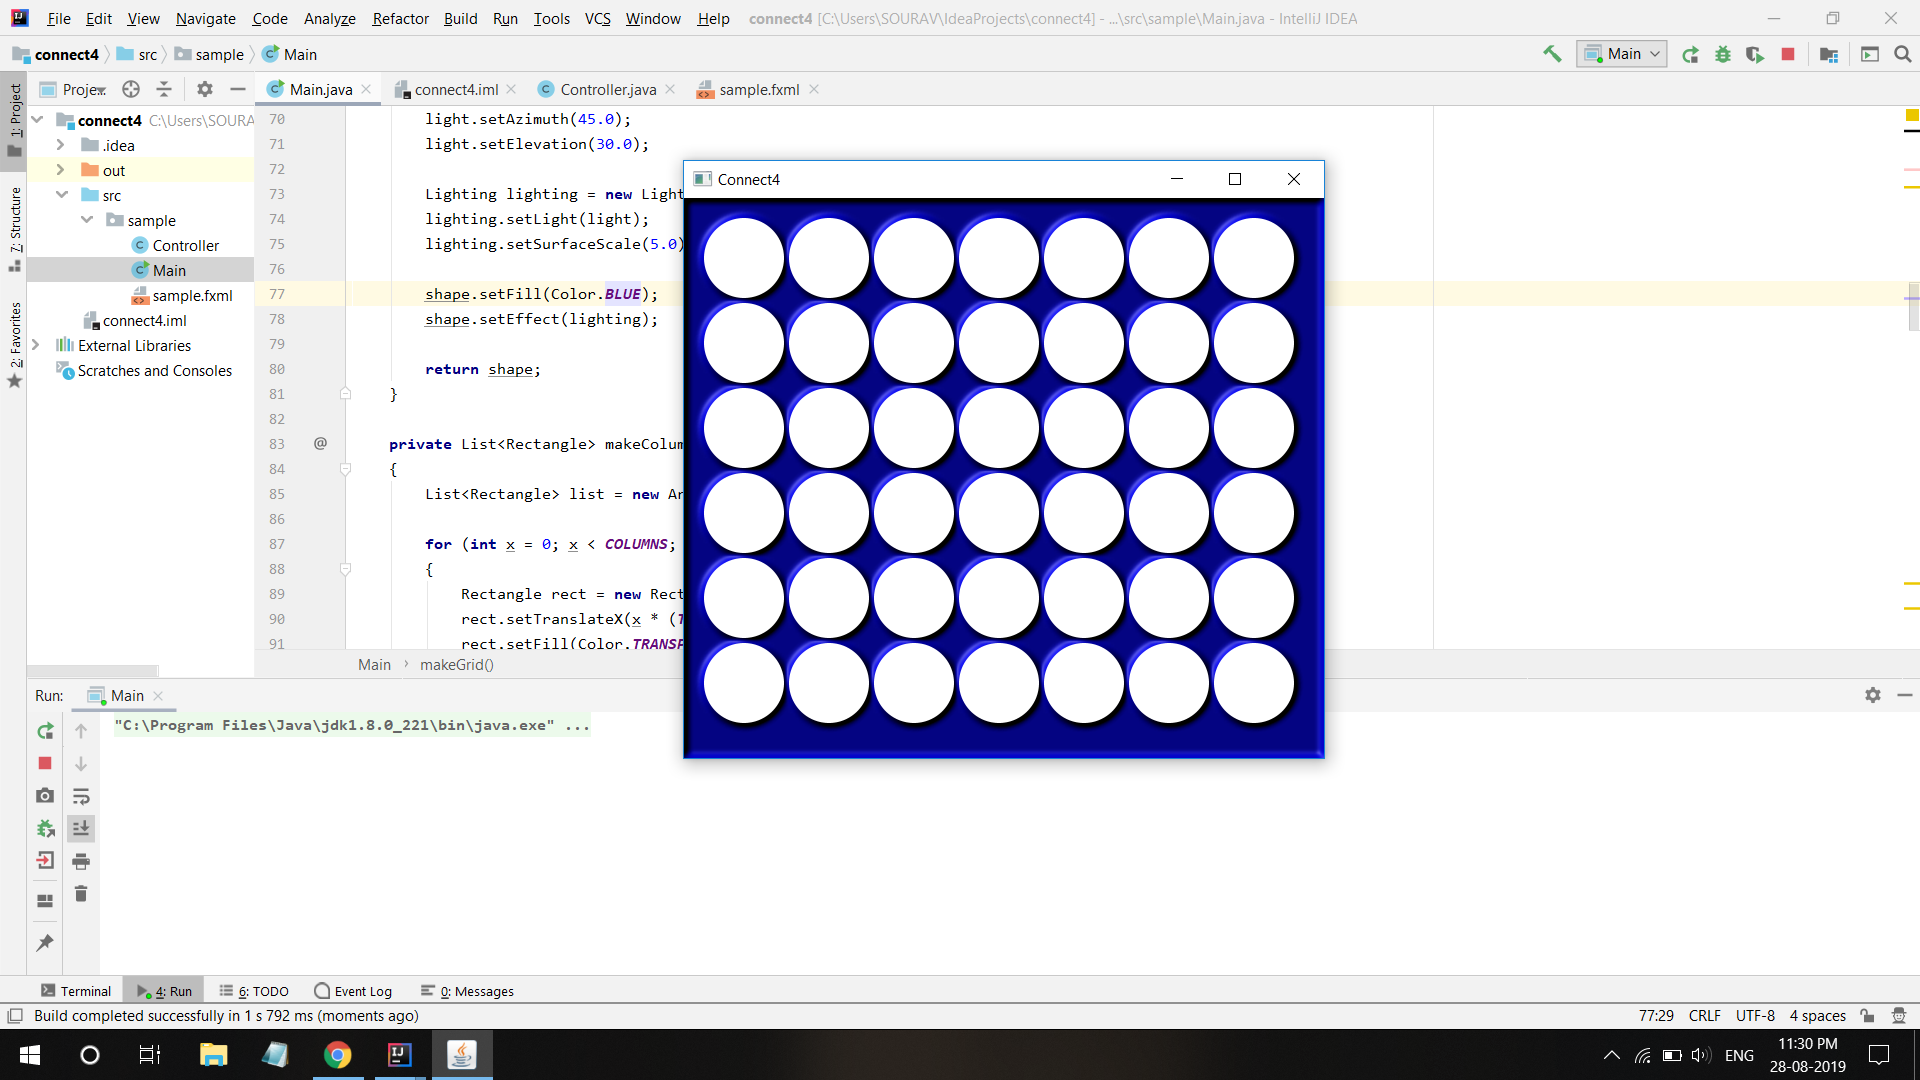 File Edit View Navigate Code Analyze Refactor Build Run Tools VCS Window Help connect4 [C:\Users\SOURAV\IdeaProjects\connect4] - ...\src\sample\Main.java - IntelliJ IDEA
connect4 src sample Main
Main
1: Project
7: Structure
2: Favorites
Proje..
Main.java connect4.iml Controller.java sample.fxml
connect4 C:\Users\SOURA
.idea
out
src
sample
Controller
Main
sample.fxml
connect4.iml
External Libraries
Scratches and Consoles
70 light.setAzimuth(45.0);
71 light.setElevation(30.0);
72
73 Lighting lighting = new Light
74 lighting.setLight(light);
75 lighting.setSurfaceScale(5.0)
76
77 shape.setFill(Color.BLUE);
78 shape.setEffect(lighting);
79
80 return shape;
81 }
82
83 @ private List<Rectangle> makeColum
84 {
85 List<Rectangle> list = new Ar
86
87 for (int x = 0; x < COLUMNS;
88 {
89 Rectangle rect = new Rect
90 rect.setTranslateX(x * (T
91 rect.setFill(Color.TRANSP
Main › makeGrid()
Connect4
Run: Main
"C:\Program Files\Java\jdk1.8.0_221\bin\java.exe" ...
Terminal 4: Run 6: TODO Event Log 0: Messages
Build completed successfully in 1 s 792 ms (moments ago) 77:29 CRLF UTF-8 4 spaces
ENG
11:30 PM
28-08-2019